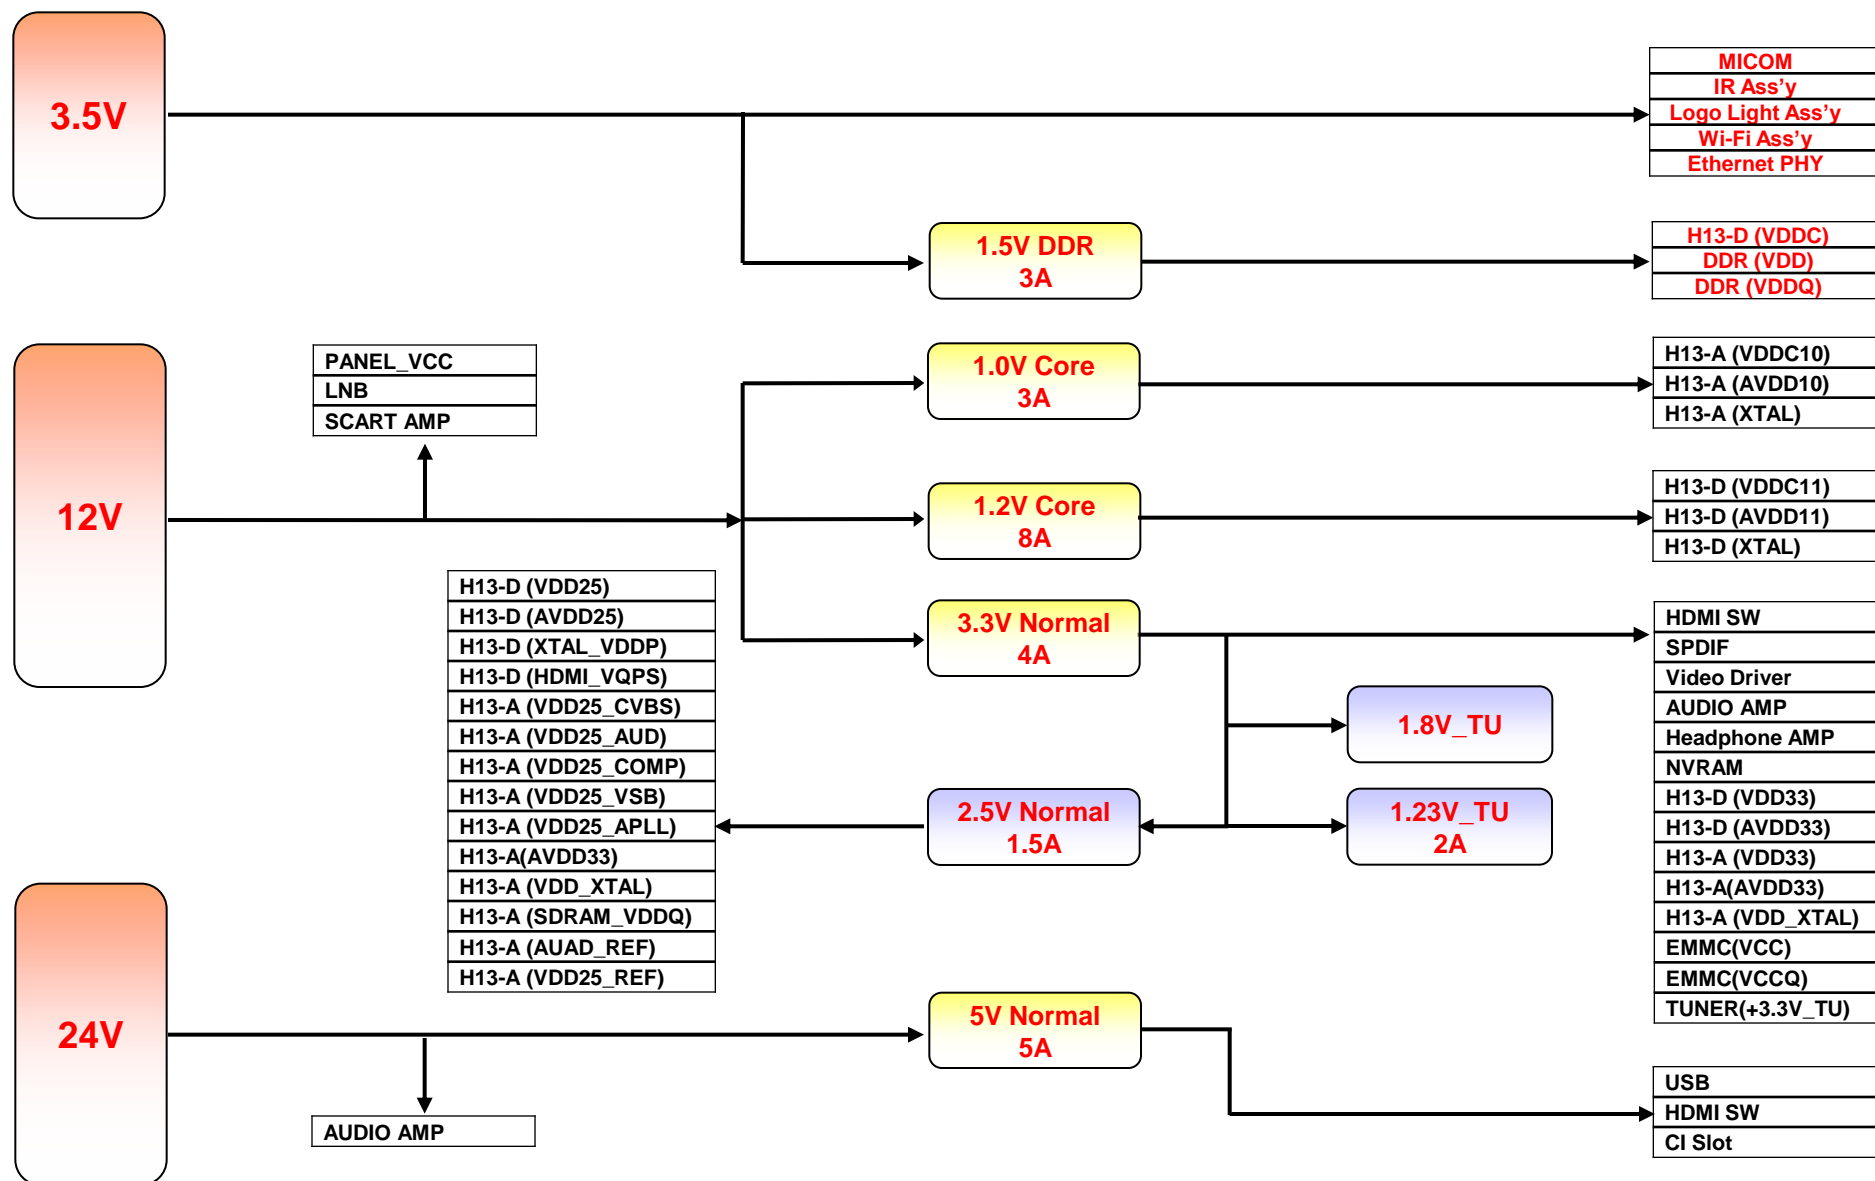 3.5V
MICOM
IR Ass’y
Logo Light Ass’y
Wi-Fi Ass’y
Ethernet PHY
1.5V DDR
3A
H13-D (VDDC)
DDR (VDD)
DDR (VDDQ)
12V
PANEL_VCC
LNB
SCART AMP
1.0V Core
3A
H13-A (VDDC10)
H13-A (AVDD10)
H13-A (XTAL)
1.2V Core
8A
H13-D (VDDC11)
H13-D (AVDD11)
H13-D (XTAL)
3.3V Normal
4A
HDMI SW
SPDIF
Video Driver
AUDIO AMP
Headphone AMP
NVRAM
H13-D (VDD33)
H13-D (AVDD33)
H13-A (VDD33)
H13-A(AVDD33)
H13-A (VDD_XTAL)
EMMC(VCC)
EMMC(VCCQ)
TUNER(+3.3V_TU)
1.8V_TU
1.23V_TU
2A
2.5V Normal
1.5A
H13-D (VDD25)
H13-D (AVDD25)
H13-D (XTAL_VDDP)
H13-D (HDMI_VQPS)
H13-A (VDD25_CVBS)
H13-A (VDD25_AUD)
H13-A (VDD25_COMP)
H13-A (VDD25_VSB)
H13-A (VDD25_APLL)
H13-A(AVDD33)
H13-A (VDD_XTAL)
H13-A (SDRAM_VDDQ)
H13-A (AUAD_REF)
H13-A (VDD25_REF)
24V
AUDIO AMP
5V Normal
5A
USB
HDMI SW
CI Slot